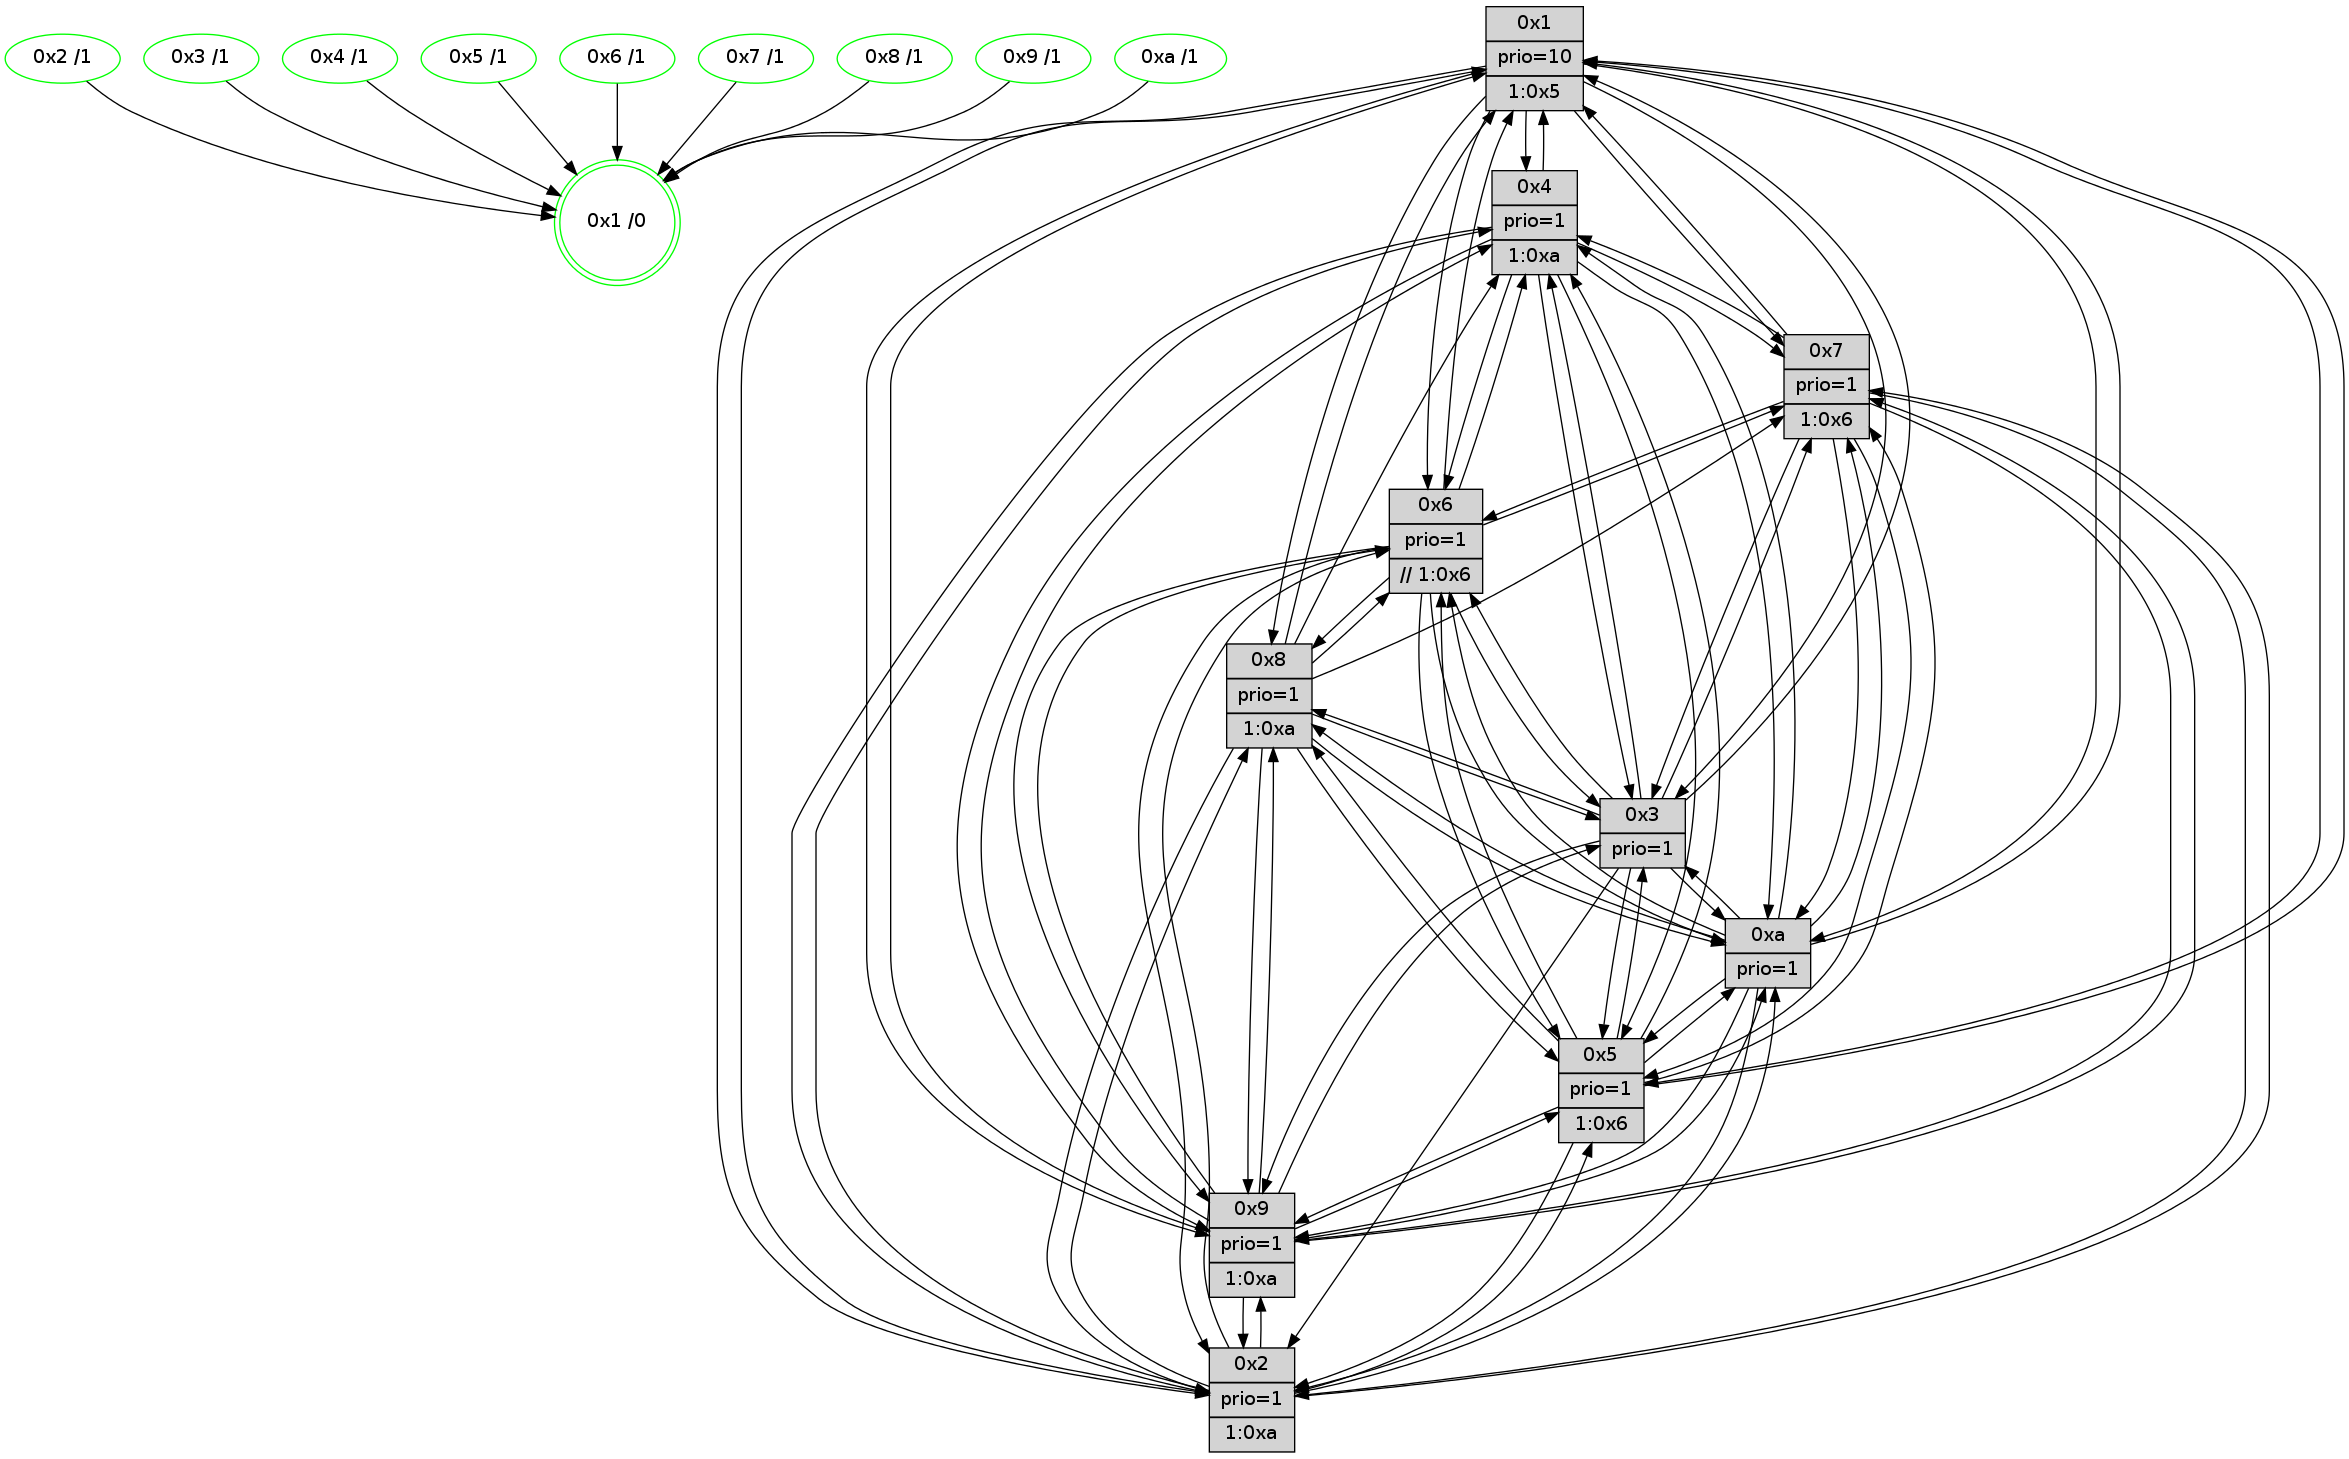 0x2 /1
0x3 /1
0x4 /1
0x5 /1
0x6 /1
0x7 /1
0x8 /1
0x9 /1
0xa /1
0x1 /0
0x1
prio=10
1:0x5
0x4
prio=1
1:0xa
0x7
prio=1
1:0x6
0x6
prio=1
// 1:0x6
0x8
prio=1
1:0xa
0x3
prio=1
0xa
prio=1
0x5
prio=1
1:0x6
0x9
prio=1
1:0xa
0x2
prio=1
1:0xa